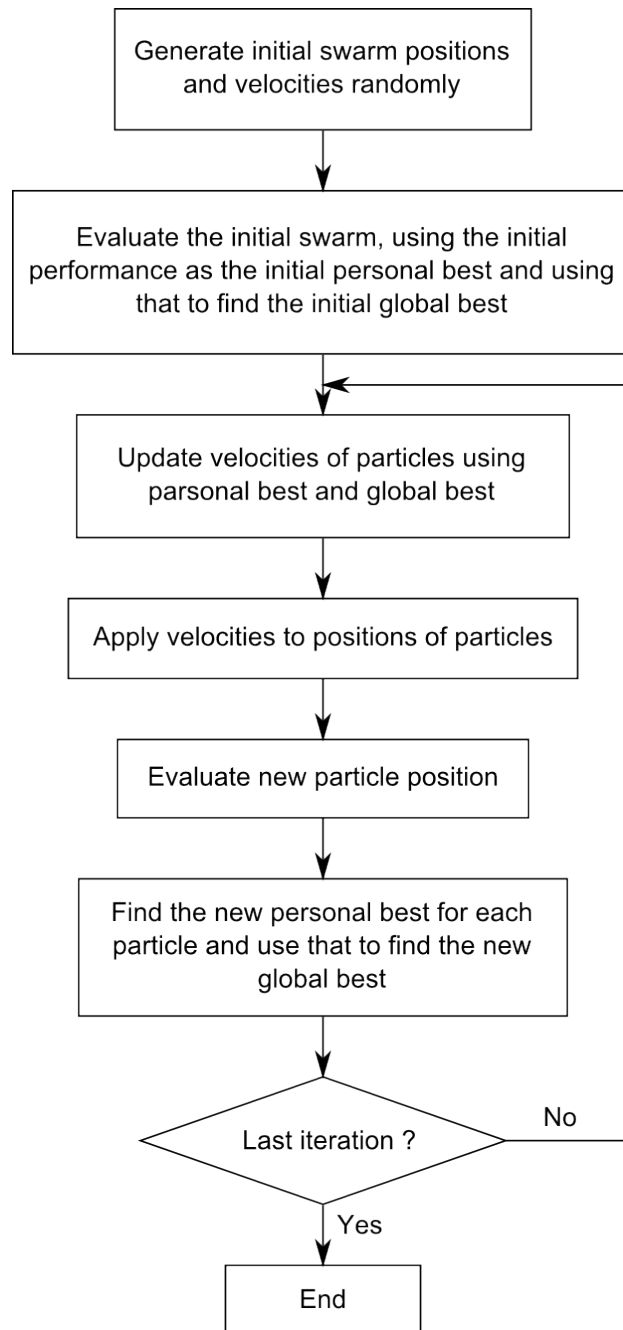 Generate initial swarm positions
and velocities randomly
Evaluate the initial swarm, using the initial
performance as the initial personal best and using
that to find the initial global best
Update velocities of particles using
parsonal best and global best
Apply velocities to positions of particles
Evaluate new particle position
Find the new personal best for each
particle and use that to find the new
global best
Last iteration ?
No
Yes
End